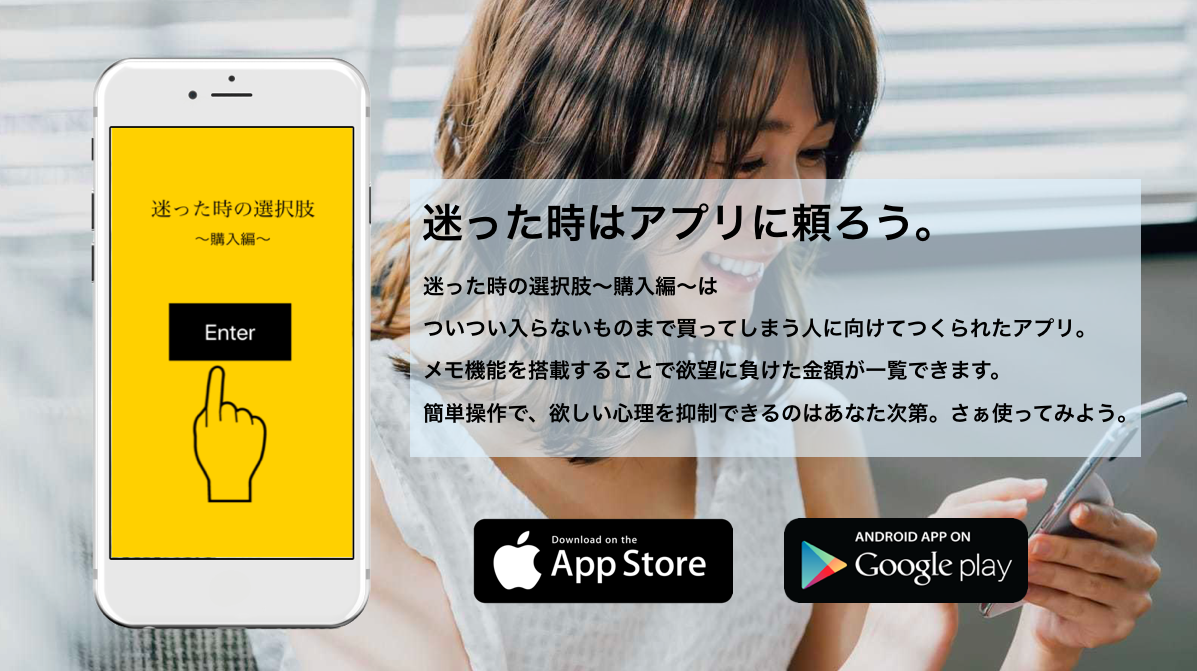 迷った時の選択肢
〜購入編〜
Enter
迷った時はアプリに頼ろう。
迷った時の選択肢〜購入編〜は
ついつい入らないものまで買ってしまう人に向けてつくられたアプリ。
メモ機能を搭載することで欲望に負けた金額が一覧できます。
簡単操作で、欲しい心理を抑制できるのはあなた次第。さぁ使ってみよう。
Download on the
App Store
ANDROID APP ON
Google play